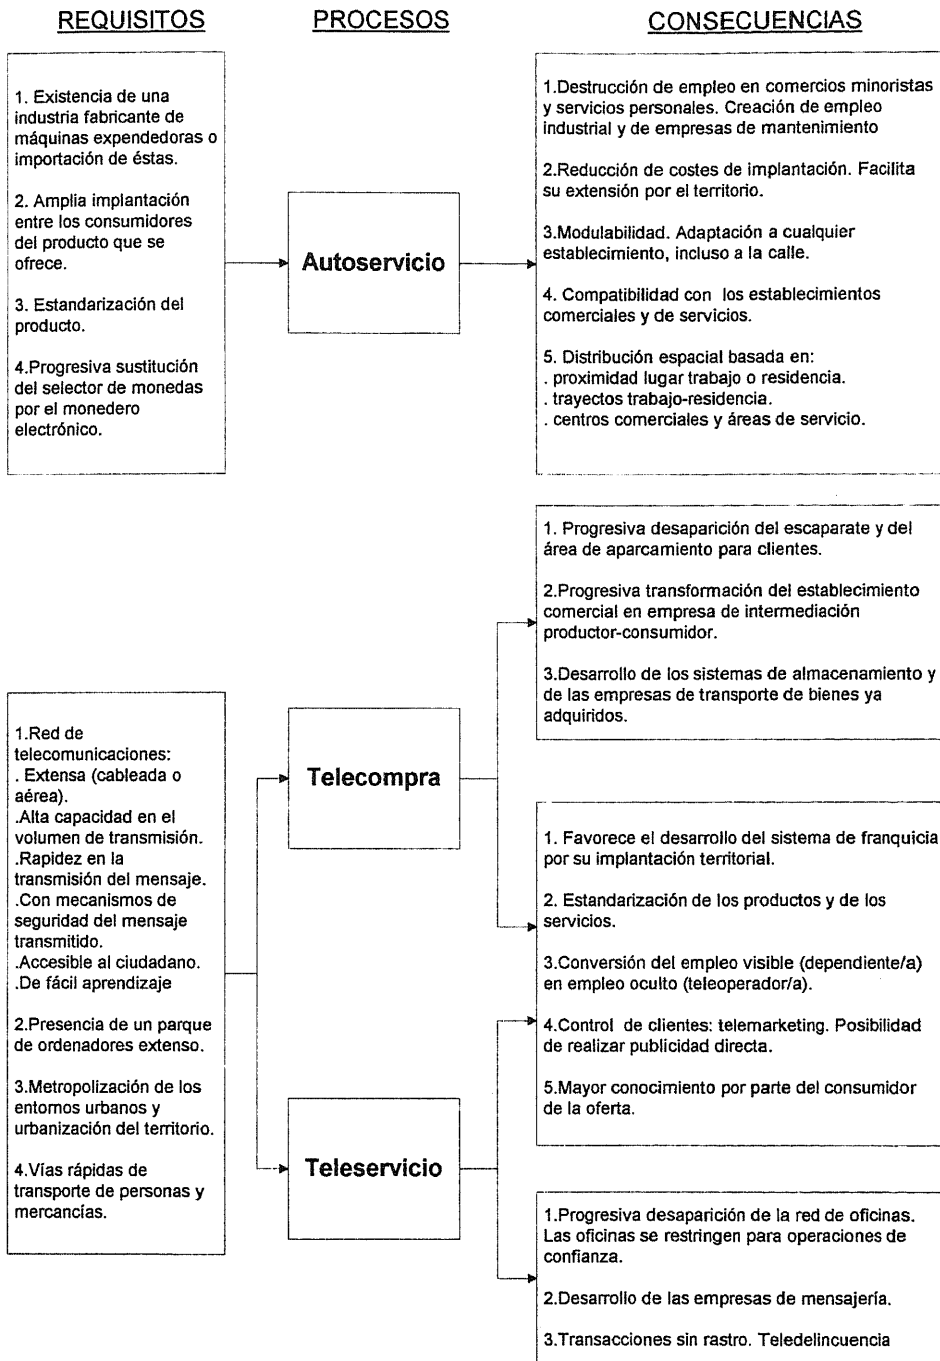 REQUISITOS
PROCESOS
CONSECUENCIAS
1. Existencia de una
industria fabricante de
máquinas expendedoras o
importación de éstas.
2. Amplia implantación
entre los consumidores
del producto que se
ofrece.
3. Estandarización del
producto.
4.Progresiva sustitución
del selector de monedas
por el monedero
electrónico.
Autoservicio
1.Destrucción de empleo en comercios minoristas
y servicios personales. Creación de empleo
industrial y de empresas de mantenimiento
2.Reducción de costes de implantación. Facilita
su extensión por el territorio.
3.Modulabilidad. Adaptación a cualquier
establecimiento, incluso a la calle.
4. Compatibilidad con los establecimientos
comerciales y de servicios.
5. Distribución espacial basada en:
. proximidad lugar trabajo o residencia.
. trayectos trabajo-residencia.
. centros comerciales y áreas de servicio.
1.Red de
telecomunicaciones:
. Extensa (cableada o
aérea).
.Alta capacidad en el
volumen de transmisión.
.Rapidez en la
transmisión del mensaje.
.Con mecanismos de
seguridad del mensaje
transmitido.
.Accesible al ciudadano.
.De fácil aprendizaje
2.Presencia de un parque
de ordenadores extenso.
3.Metropolización de los
entornos urbanos y
urbanización del territorio.
4.Vías rápidas de
transporte de personas y
mercancías.
Telecompra
Teleservicio
1. Progresiva desaparición del escaparate y del
área de aparcamiento para clientes.
2.Progresiva transformación del establecimiento
comercial en empresa de intermediación
productor-consumidor.
3.Desarrollo de los sistemas de almacenamiento y
de las empresas de transporte de bienes ya
adquiridos.
1. Favorece el desarrollo del sistema de franquicia
por su implantación territorial.
2. Estandarización de los productos y de los
servicios.
3.Conversión del empleo visible (dependiente/a)
en empleo oculto (teleoperador/a).
4.Control de clientes: telemarketing. Posibilidad
de realizar publicidad directa.
5.Mayor conocimiento por parte del consumidor
de la oferta.
1.Progresiva desaparición de la red de oficinas.
Las oficinas se restringen para operaciones de
confianza.
2.Desarrollo de las empresas de mensajería.
3.Transacciones sin rastro. Teledelincuencia